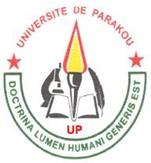 UNIVERSITE DE PARAKOU
UP
DOCTRINA LUMEN HUMANI GENERIS EST